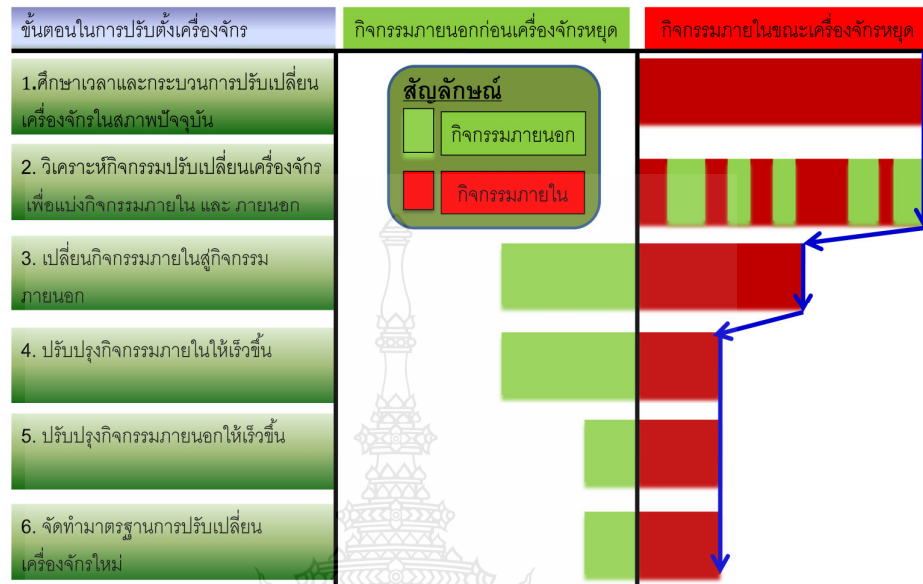 ขั้นตอนในการปรับตั้งเครื่องจักร
กิจกรรมภายนอกก่อนเครื่องจักรหยุด
กิจกรรมภายในขณะเครื่องจักรหยุด
1.ศึกษาเวลาและกระบวนการปรับเปลี่ยน
เครื่องจักรในสภาพปัจจุบัน
สัญลักษณ์
กิจกรรมภายนอก
กิจกรรมภายใน
2. วิเคราะห์กิจกรรมปรับเปลี่ยนเครื่องจักร
เพื่อแบ่งกิจกรรมภายใน และ ภายนอก
3. เปลี่ยนกิจกรรมภายในสู่กิจกรรม
ภายนอก
4. ปรับปรุงกิจกรรมภายในให้เร็วขึ้น
5. ปรับปรุงกิจกรรมภายนอกให้เร็วขึ้น
6. จัดทำมาตรฐานการปรับเปลี่ยน
เครื่องจักรใหม่